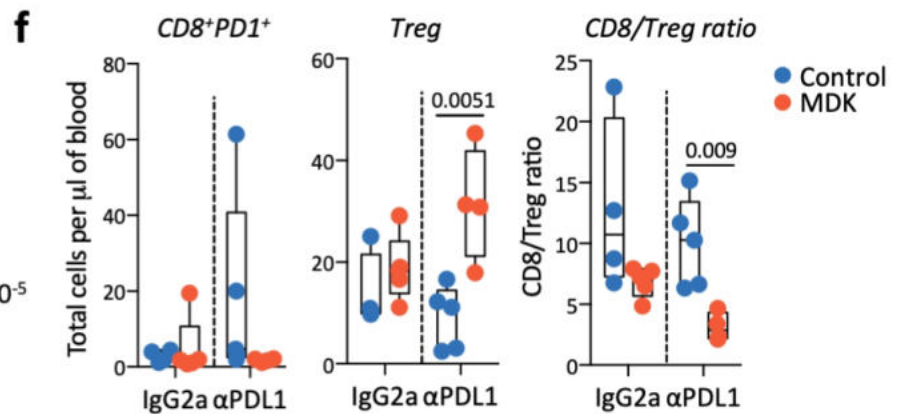 f
CD8⁺PD1⁺
Treg
CD8/Treg ratio
Control
MDK
Total cells per µl of blood
80
60
40
20
0
0⁻⁵
IgG2a αPDL1
60
40
20
0
0.0051
IgG2a αPDL1
CD8/Treg ratio
25
20
15
10
5
0
0.009
IgG2a αPDL1